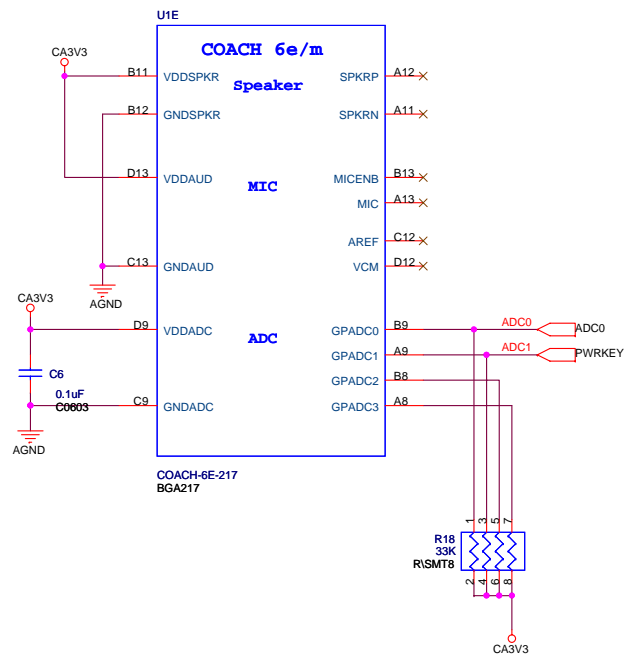 U1E
COACH 6e/m
CA3V3
B11 VDDSPKR Speaker SPKRP A12
B12 GNDSPKR SPKRN A11
D13 VDDAUD MIC MICENB B13
MIC A13
AREF C12
C13 GNDAUD VCM D12
AGND
CA3V3
D9 VDDADC ADC GPADC0 B9 ADC0 ADC0
GPADC1 A9 ADC1 PWRKEY
C6 GPADC2 B8
0.1uF
C0603
C9 GNDADC GPADC3 A8
AGND
COACH-6E-217
BGA217
1 3 5 7
R18
33K
R\SMT8
2 4 6 8
CA3V3